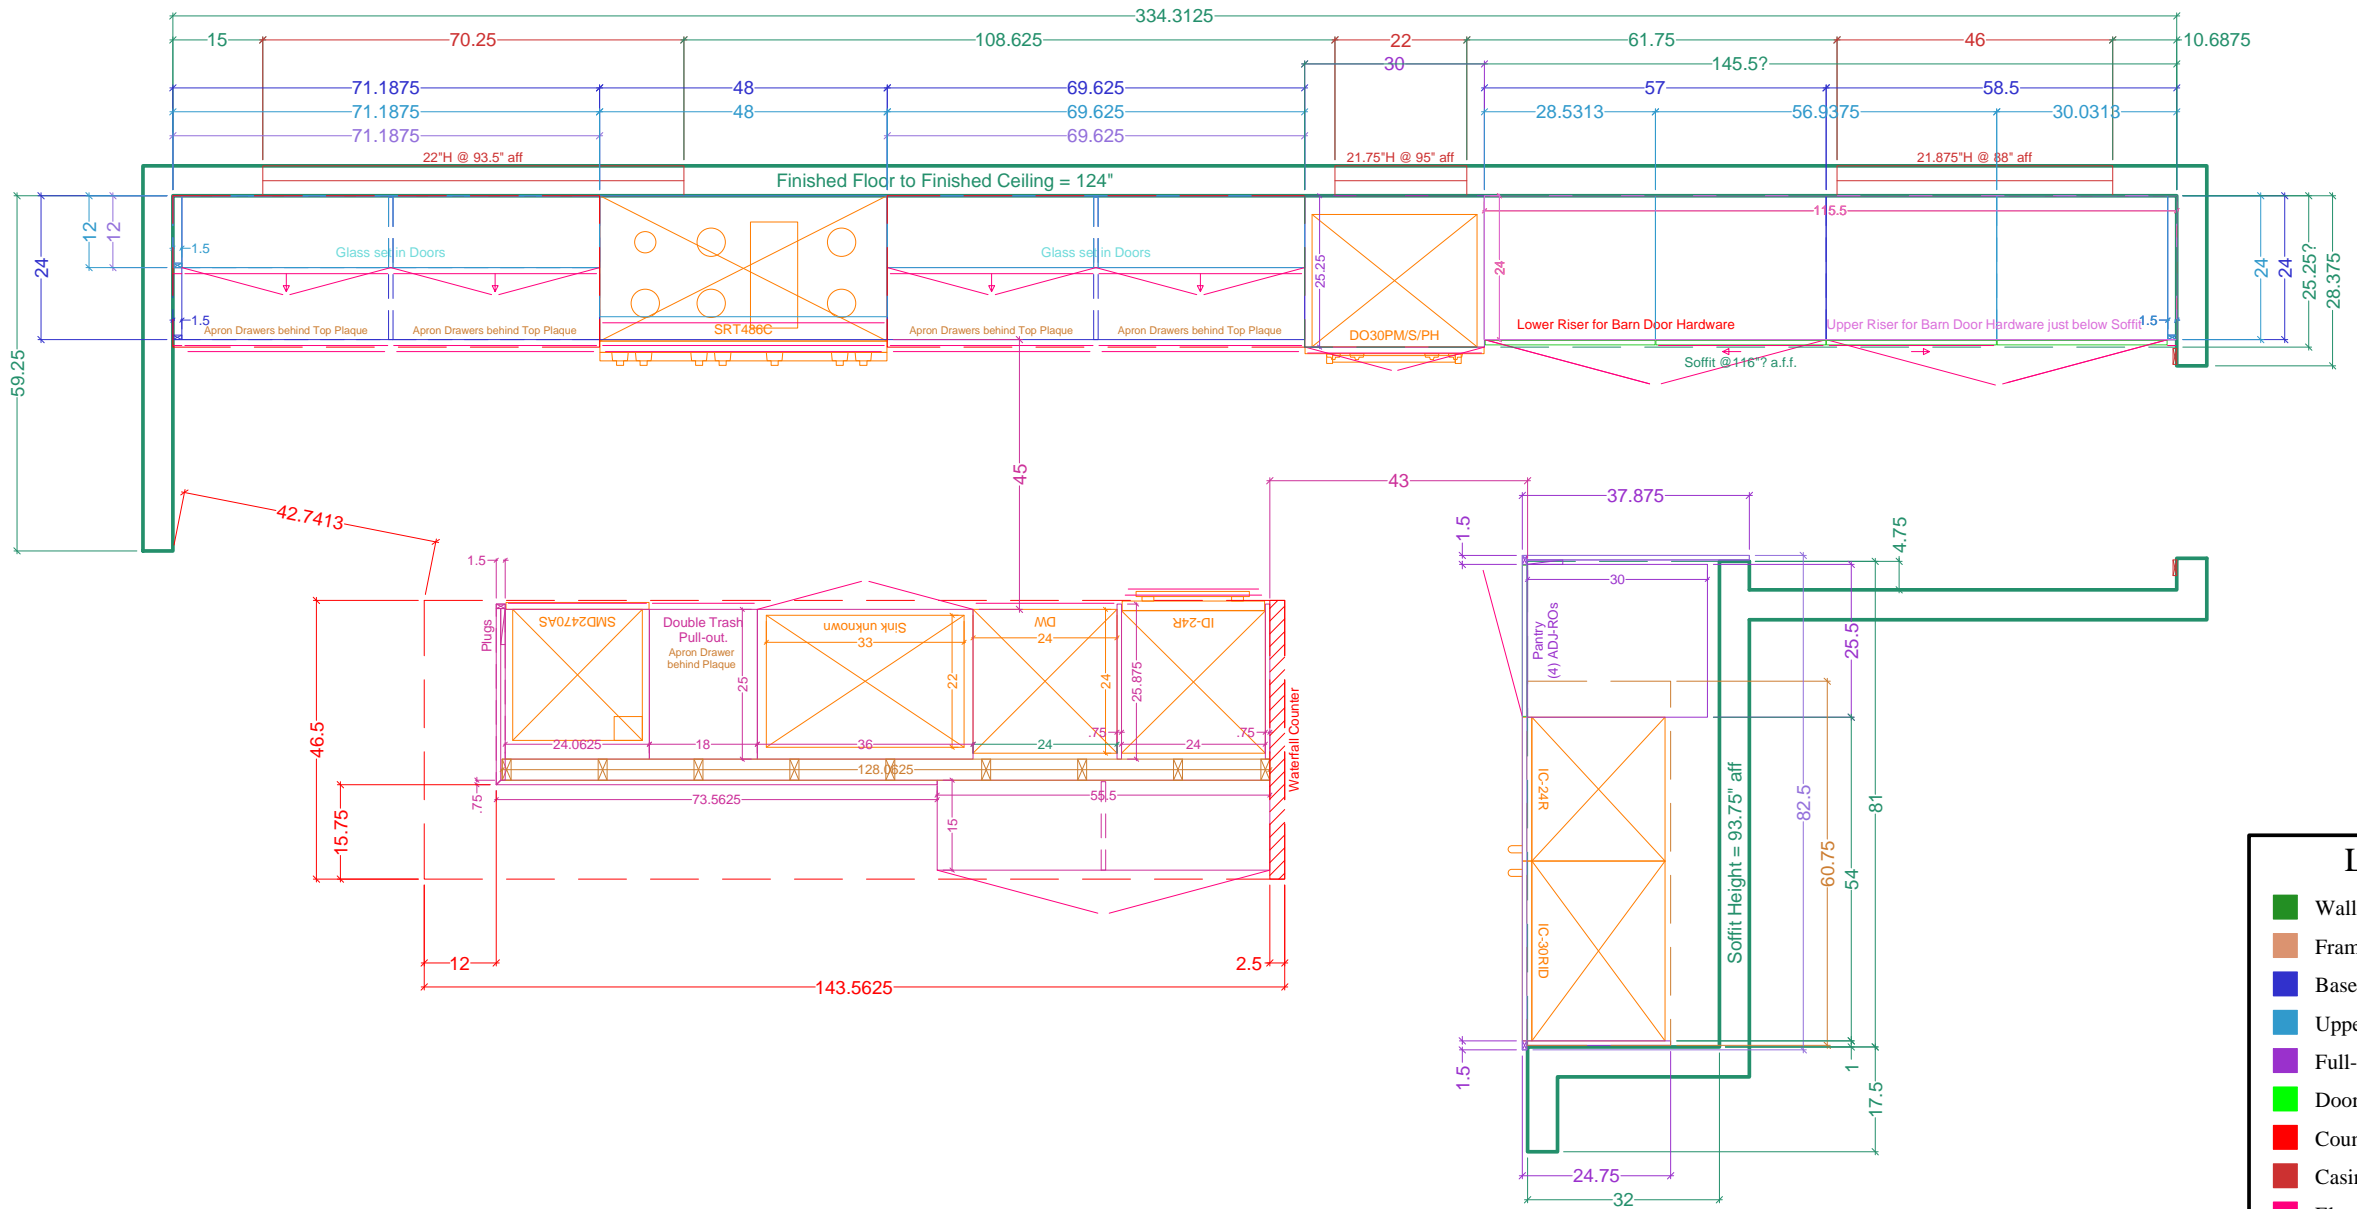 334.3125
15 70.25 108.625 22 61.75 46 10.6875
30 145.5?
71.1875 48 69.625 57 58.5
71.1875 48 69.625 28.5313 56.9375 30.0313
71.1875 69.625
22"H @ 93.5" aff 21.75"H @ 95" aff 21.875"H @ 88" aff
Finished Floor to Finished Ceiling = 124"
115.5
59.25
24
12
12
1.5
1.5
Glass set in Doors
Glass set in Doors
25.25
24
24
24
25.25?
28.375
Apron Drawers behind Top Plaque
Apron Drawers behind Top Plaque
SRT486C
Apron Drawers behind Top Plaque
Apron Drawers behind Top Plaque
DO30PM/S/PH
Lower Riser for Barn Door Hardware
Upper Riser for Barn Door Hardware just below Soffit
1.5
Soffit @116"? a.f.f.
45
43
42.7413
37.875
1.5
4.75
1.5
Plugs
SMD2470AS
Double Trash
Pull-out.
Apron Drawer
behind Plaque
25
Sink unknown
33
22
DW
24
24
25.875
ID-24R
.75
.75
24.0625 18 36 24 24
128.0625
Waterfall Counter
46.5
15.75
.75
73.5625
55.5
15
12
2.5
143.5625
30
Pantry
(4) ADJ-ROs
25.5
IC-24R
IC-30RID
Soffit Height = 93.75" aff
82.5
60.75
54
81
1
1.5
17.5
24.75
32
L
Wall
Fram
Base
Uppe
Full-
Door
Coun
Casin